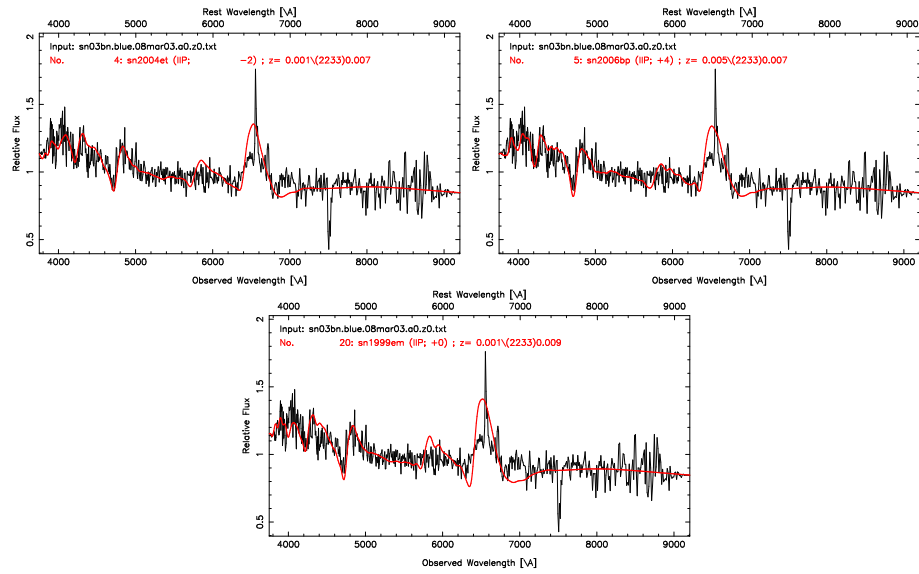 Rest Wavelength [\A]
4000 5000 6000 7000 8000 9000
Input: sn03bn.blue.08mar03.a0.z0.txt
No. 4: sn2004et (IIP; -2) ; z= 0.001\(2233)0.007
Relative Flux
2
1.5
1
0.5
4000 5000 6000 7000 8000 9000
Observed Wavelength [\A]
Rest Wavelength [\A]
4000 5000 6000 7000 8000 9000
Input: sn03bn.blue.08mar03.a0.z0.txt
No. 5: sn2006bp (IIP; +4) ; z= 0.005\(2233)0.007
Relative Flux
2
1.5
1
0.5
4000 5000 6000 7000 8000 9000
Observed Wavelength [\A]
Rest Wavelength [\A]
4000 5000 6000 7000 8000 9000
Input: sn03bn.blue.08mar03.a0.z0.txt
No. 20: sn1999em (IIP; +0) ; z= 0.001\(2233)0.009
Relative Flux
2
1.5
1
0.5
4000 5000 6000 7000 8000 9000
Observed Wavelength [\A]